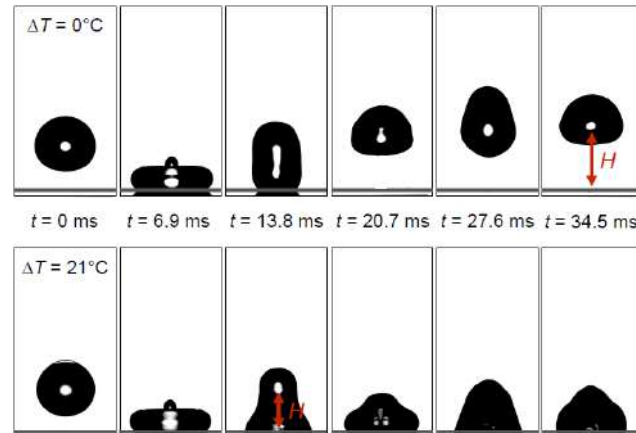 ΔT = 0°C
H
t = 0 ms t = 6.9 ms t = 13.8 ms t = 20.7 ms t = 27.6 ms t = 34.5 ms
ΔT = 21°C
H